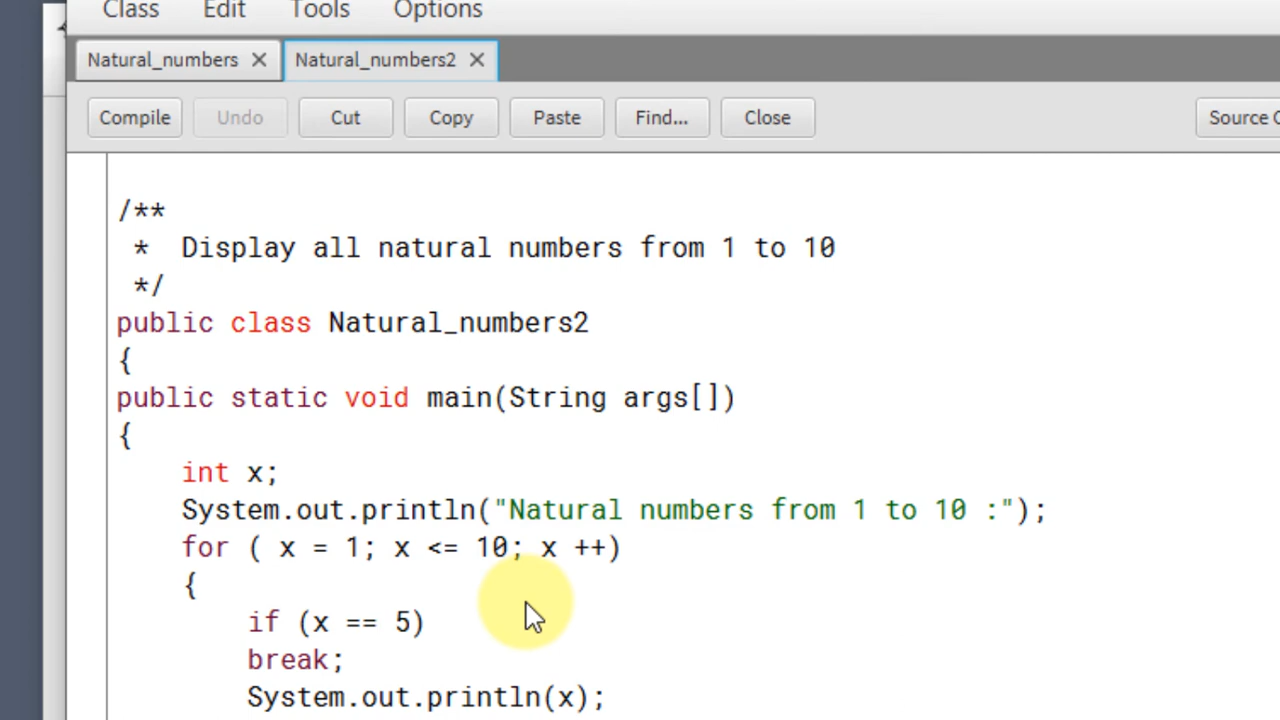 Class Edit Tools Options
Natural_numbers × Natural_numbers2 ×
Compile Undo Cut Copy Paste Find... Close Source
/**
* Display all natural numbers from 1 to 10
*/
public class Natural_numbers2
{
public static void main(String args[])
{
int x;
System.out.println("Natural numbers from 1 to 10 :");
for ( x = 1; x <= 10; x ++)
{
if (x == 5)
break;
System.out.println(x);